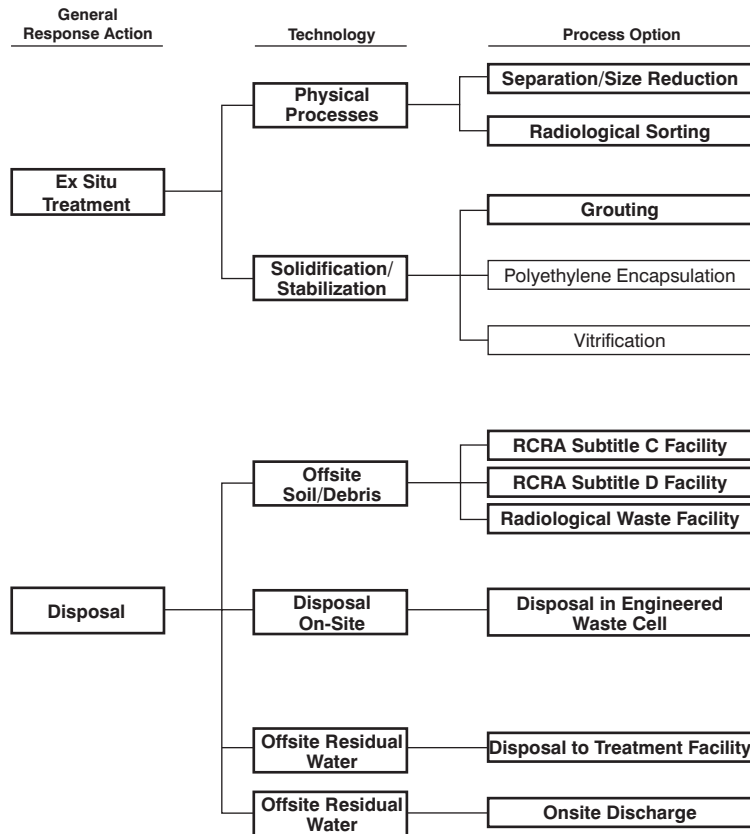 General
Response Action
Technology
Process Option
Physical
Processes
Separation/Size Reduction
Radiological Sorting
Ex Situ
Treatment
Solidification/
Stabilization
Grouting
Polyethylene Encapsulation
Vitrification
Disposal
Offsite
Soil/Debris
RCRA Subtitle C Facility
RCRA Subtitle D Facility
Radiological Waste Facility
Disposal
On-Site
Disposal in Engineered
Waste Cell
Offsite Residual
Water
Disposal to Treatment Facility
Offsite Residual
Water
Onsite Discharge